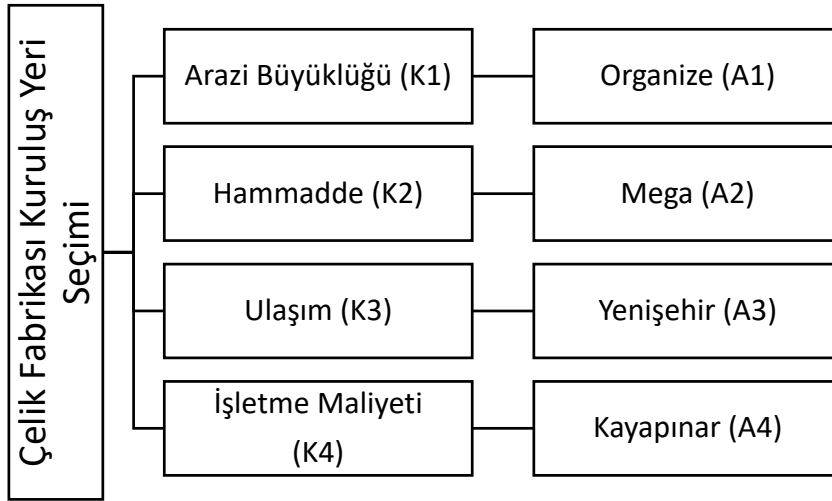 Çelik Fabrikası Kuruluş Yeri
Seçimi
Arazi Büyüklüğü (K1)
Organize (A1)
Hammadde (K2)
Mega (A2)
Ulaşım (K3)
Yenişehir (A3)
İşletme Maliyeti
(K4)
Kayapınar (A4)